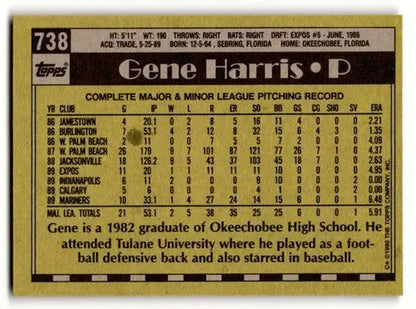 738
HT: 5'11" WT: 190 THROWS: RIGHT BATS: RIGHT DRFT: EXPOS #5-JUNE, 1986
ACQ: TRADE, 5-25-89 BORN: 12-5-64, SEBRING, FLORIDA HOME: OKEECHOBEE, FLORIDA
Topps
Gene Harris • P
COMPLETE MAJOR & MINOR LEAGUE PITCHING RECORD
YR CLUB G IP W L R ER SO BB GS CG SHO SV ERA
86 JAMESTOWN 4 20.1 0 2 8 5 16 11 4 0 0 0 2.21
86 BURLINGTON 7 53.1 4 2 12 8 32 15 6 4 3 0 1.35
86 W. PALM BEACH 2 11 0 0 5
87 W. PALM BEACH 26 179 9 7 101 87 121 77 26 7 1 0 4.37
88 JACKSONVILLE 18 126.2 9 5 43 37 103 45 18 7 0 0 2.63
89 EXPOS 11 20 1 1 11 11 11 10 0 0 0 0 4.95
89 INDIANAPOLIS 6 11 2 0 0 0 9 0 0 0 0.00
89 CALGARY 5 6 0 0 0 0 4 1 0 0 0 2 0.00
89 MARINERS 10 33.1 1 4 27 24 14 15 6 0 0 1 6.48
MAJ. LEA. TOTALS 21 53.1 2 5 38 35 25 25 6 0 0 1 5.91
Gene is a 1982 graduate of Okeechobee High School. He
attended Tulane University where he played as a foot-
ball defensive back and also starred in baseball.
© 1990 THE TOPPS COMPANY, INC.